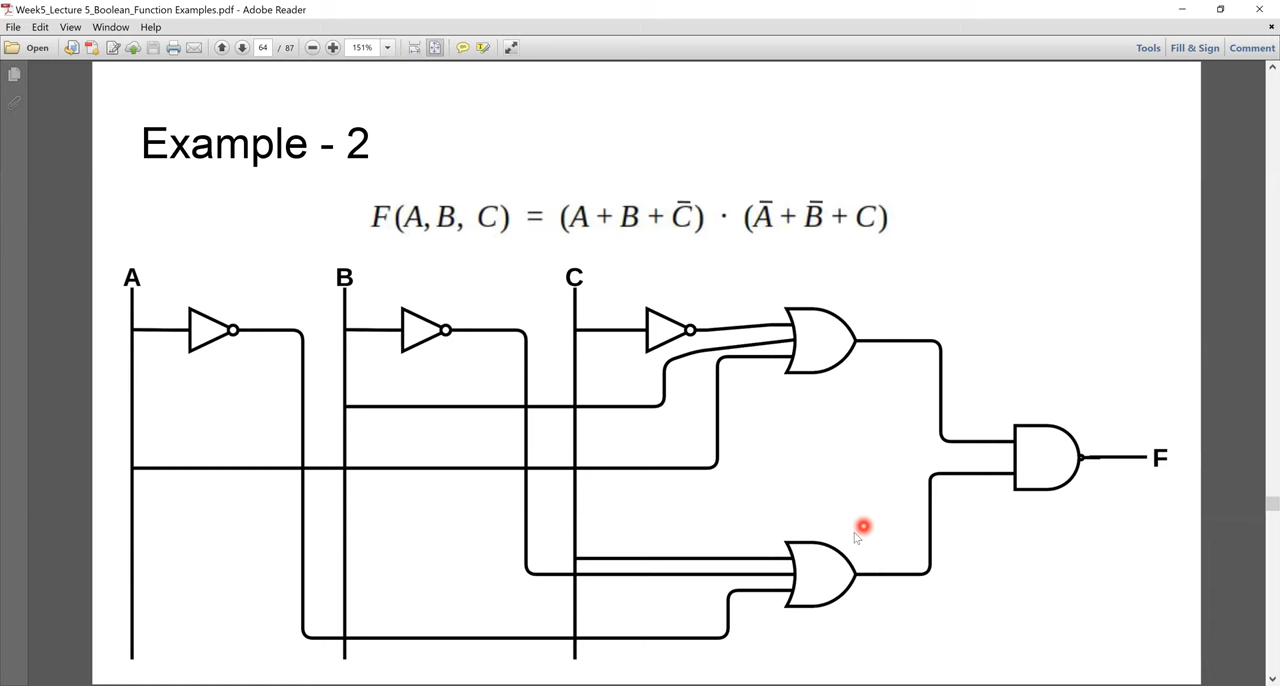 Week5_Lecture 5_Boolean_Function Examples.pdf - Adobe Reader
File Edit View Window Help
Open 64 / 87 151% Tools Fill & Sign Comment
Example - 2
F(A, B, C) = (A + B + C̄) · (Ā + B̄ + C)
A B C
F